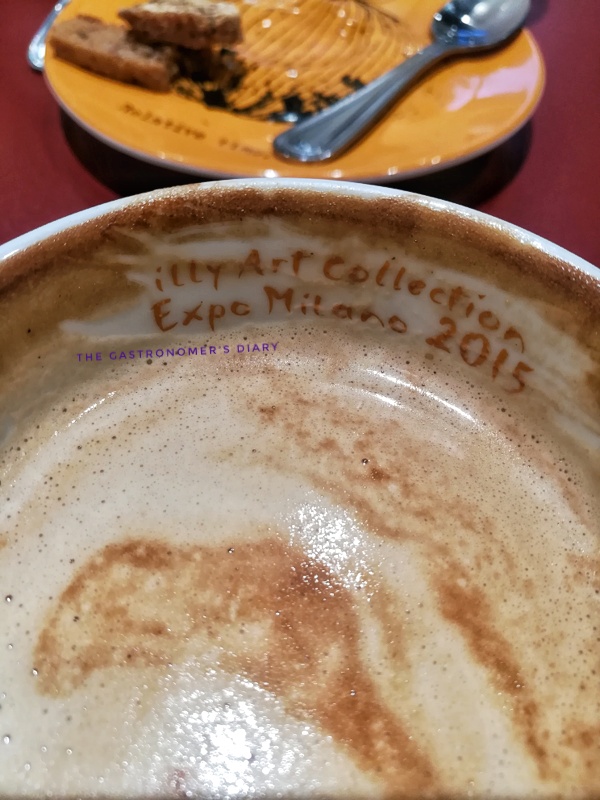 illy Art Collection
Expo Milano 2015
THE GASTRONOMER'S DIARY